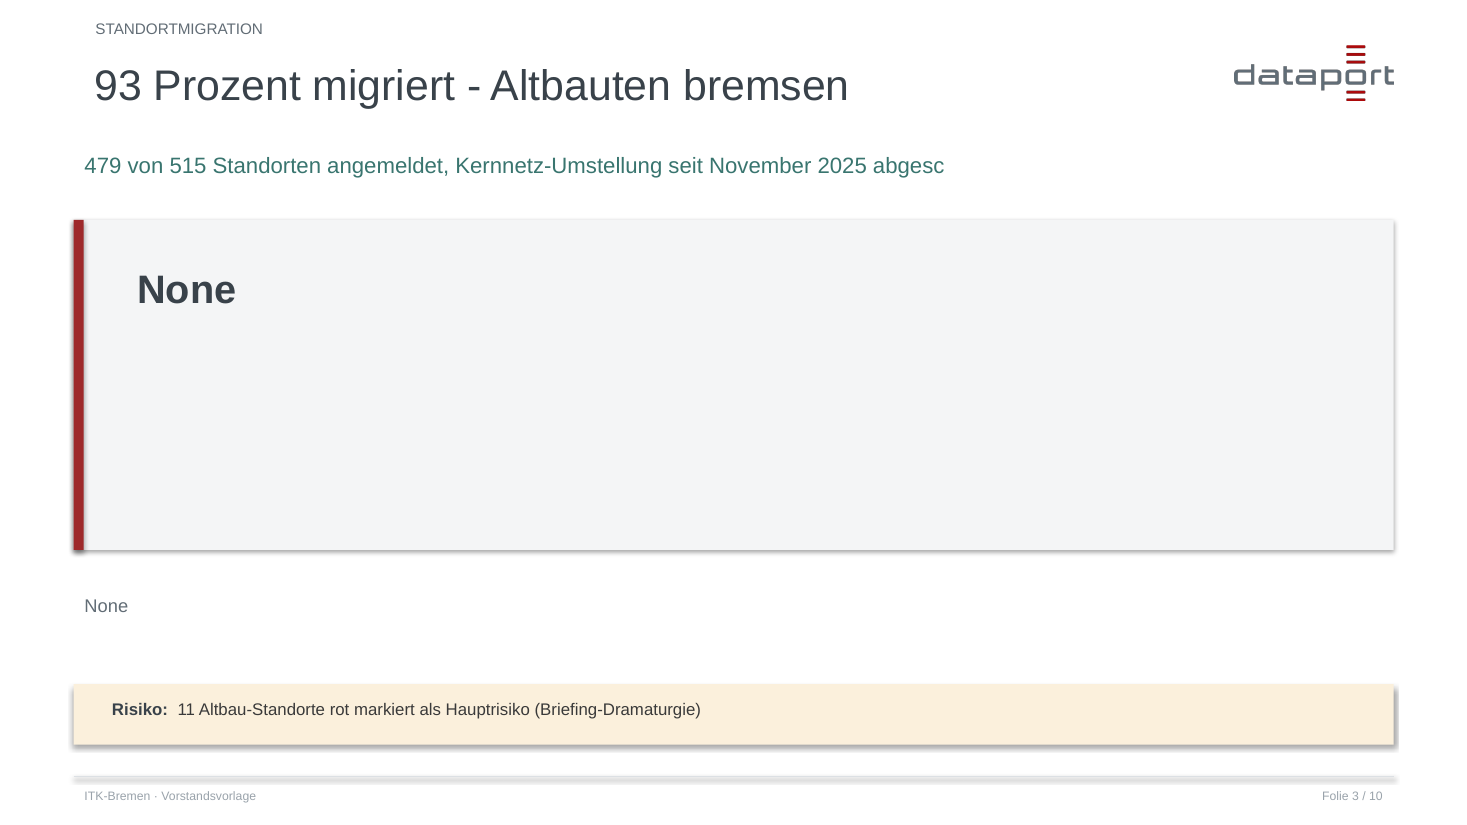 STANDORTMIGRATION
93 Prozent migriert - Altbauten bremsen
dataport
479 von 515 Standorten angemeldet, Kernnetz-Umstellung seit November 2025 abgesc
None
None
Risiko: 11 Altbau-Standorte rot markiert als Hauptrisiko (Briefing-Dramaturgie)
ITK-Bremen · Vorstandsvorlage
Folie 3 / 10